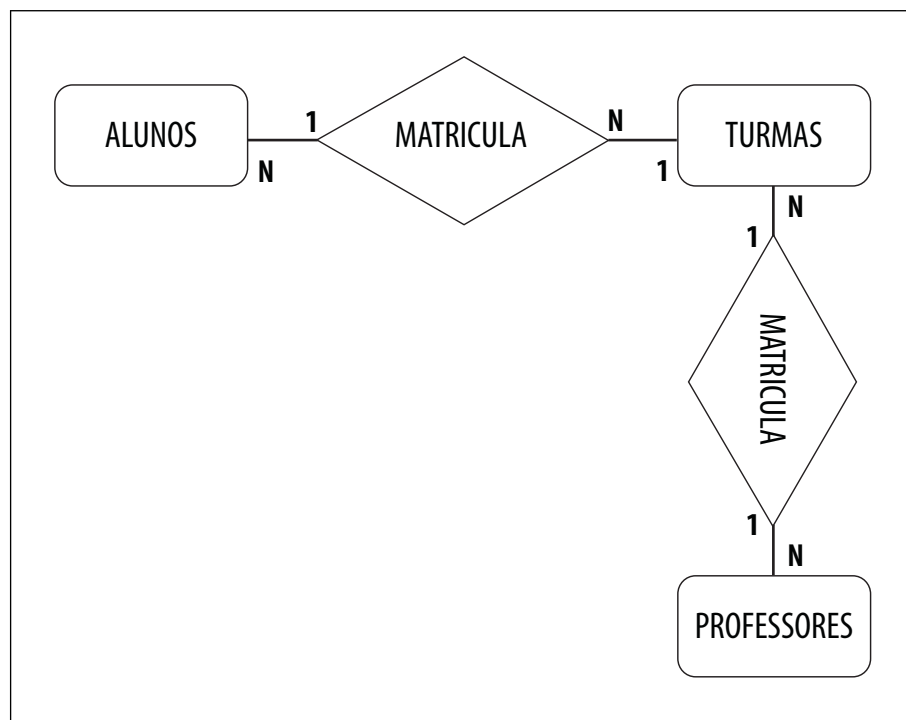 ALUNOS 1 N MATRICULA N 1 TURMAS
N
1
MATRICULA
1
N
PROFESSORES